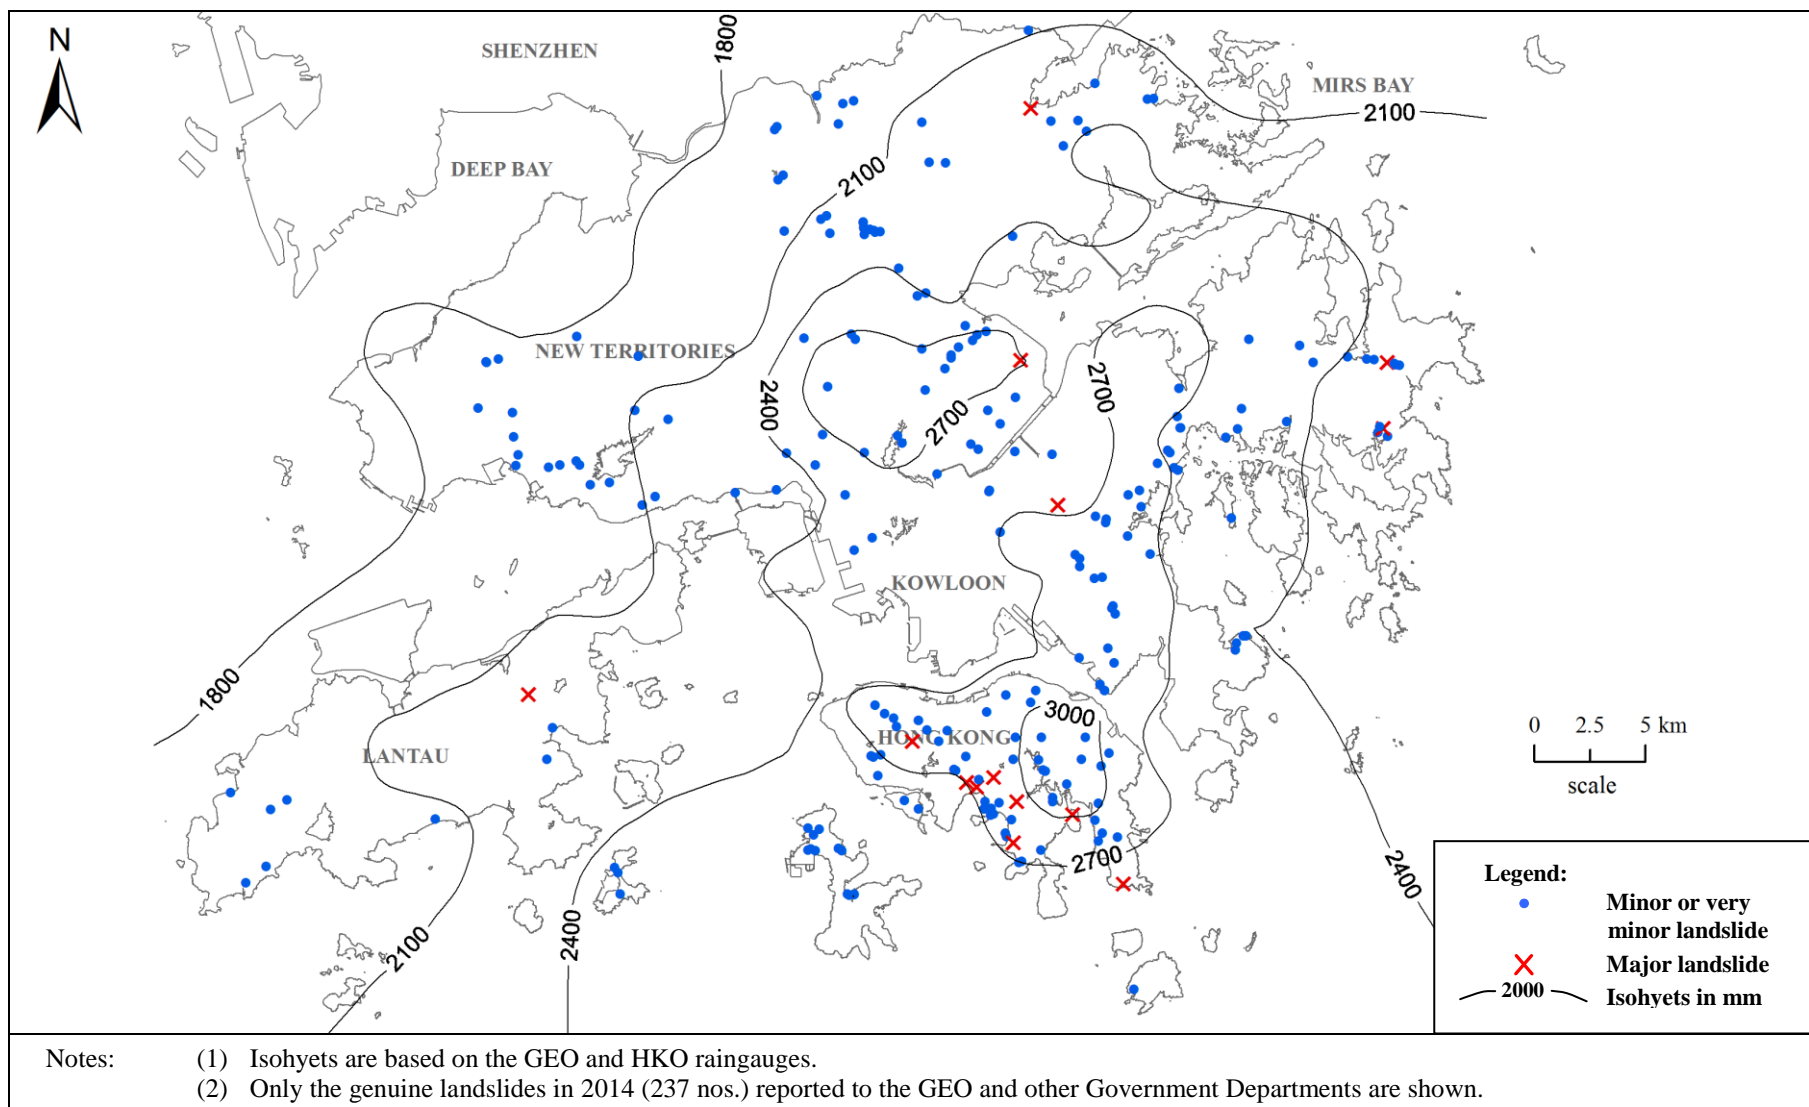 N
SHENZHEN
1800
MIRS BAY
2100
DEEP BAY
2100
NEW TERRITORIES
2400
2700
2700
KOWLOON
1800
3000
HONG KONG
LANTAU
0 2.5 5 km
scale
2700
2400
2400
2100
Legend:
Minor or very
minor landslide
Major landslide
2000
Isohyets in mm
Notes: (1) Isohyets are based on the GEO and HKO raingauges.
(2) Only the genuine landslides in 2014 (237 nos.) reported to the GEO and other Government Departments are shown.